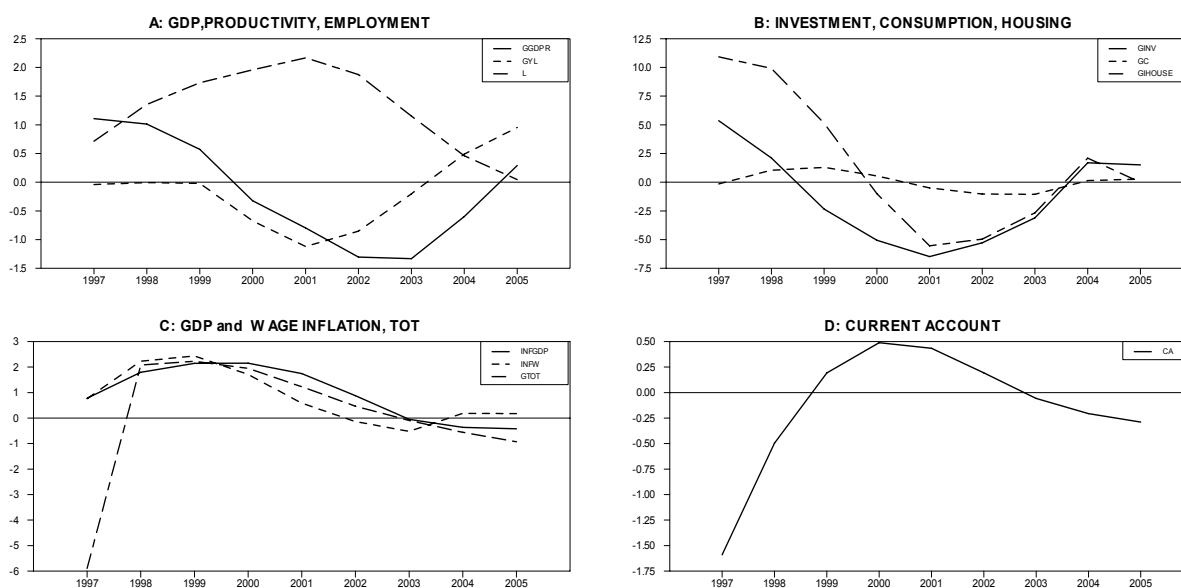 A: GDP,PRODUCTIVITY, EMPLOYMENT
2.5
2.0
1.5
1.0
0.5
0.0
-0.5
-1.0
-1.5
GGDPR
GYL
L
1997 1998 1999 2000 2001 2002 2003 2004 2005
B: INVESTMENT, CONSUMPTION, HOUSING
12.5
10.0
7.5
5.0
2.5
0.0
-2.5
-5.0
-7.5
GINV
GC
GIHOUSE
1997 1998 1999 2000 2001 2002 2003 2004 2005
C: GDP and W AGE INFLATION, TOT
3
2
1
0
-1
-2
-3
-4
-5
-6
INFGDP
INFW
GTOT
1997 1998 1999 2000 2001 2002 2003 2004 2005
D: CURRENT ACCOUNT
0.50
0.25
0.00
-0.25
-0.50
-0.75
-1.00
-1.25
-1.50
-1.75
CA
1997 1998 1999 2000 2001 2002 2003 2004 2005